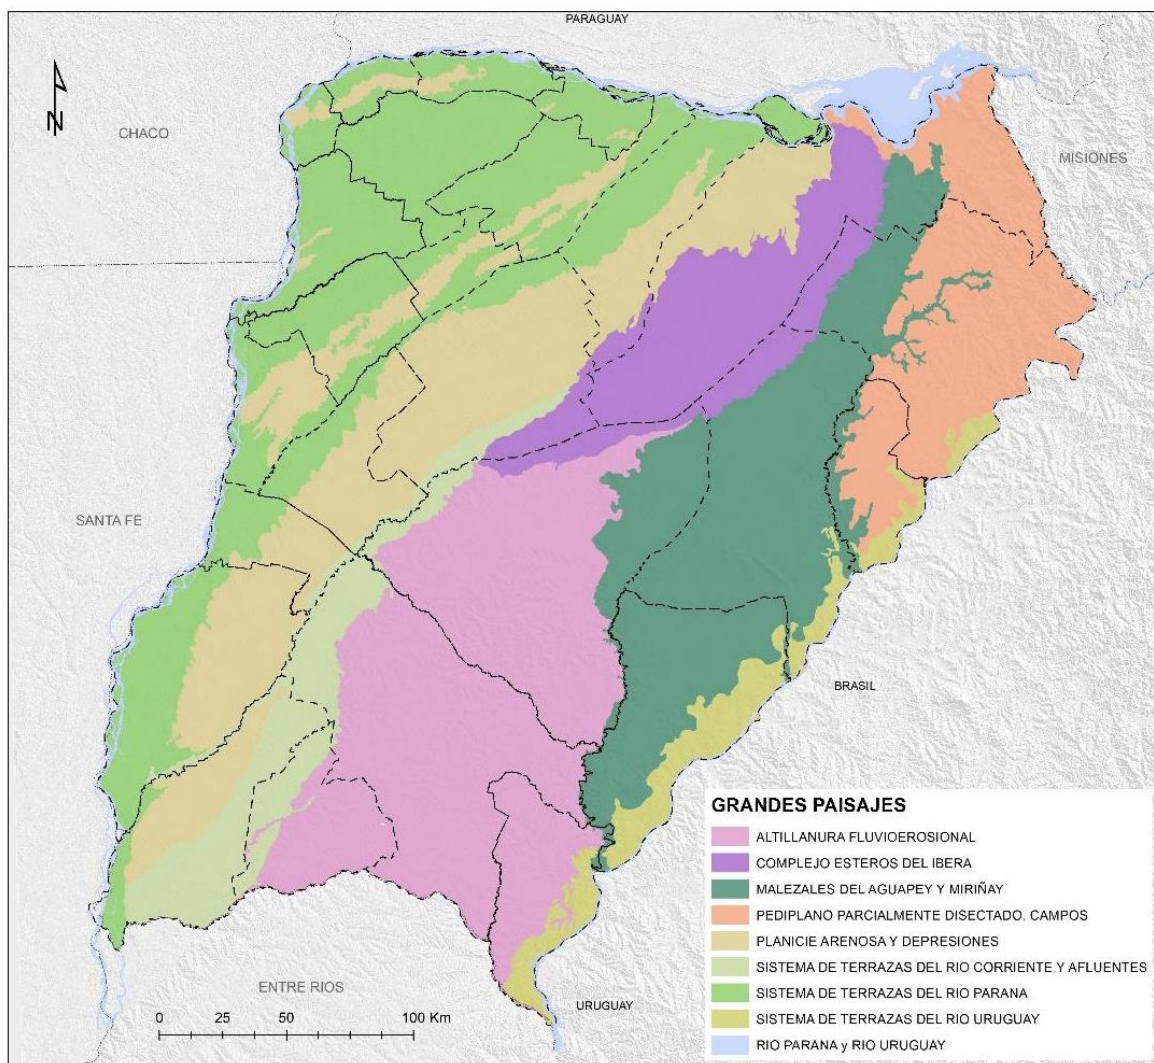 PARAGUAY
N
CHACO
MISIONES
SANTA FE
BRASIL
ENTRE RIOS
URUGUAY
0 25 50 100 Km
GRANDES PAISAJES
ALTILLANURA FLUVIOEROSIONAL
COMPLEJO ESTEROS DEL IBERA
MALEZALES DEL AGUAPEY Y MIRIÑAY
PEDIPLANO PARCIALMENTE DISECTADO. CAMPOS
PLANICIE ARENOSA Y DEPRESIONES
SISTEMA DE TERRAZAS DEL RIO CORRIENTE Y AFLUENTES
SISTEMA DE TERRAZAS DEL RIO PARANA
SISTEMA DE TERRAZAS DEL RIO URUGUAY
RIO PARANA y RIO URUGUAY